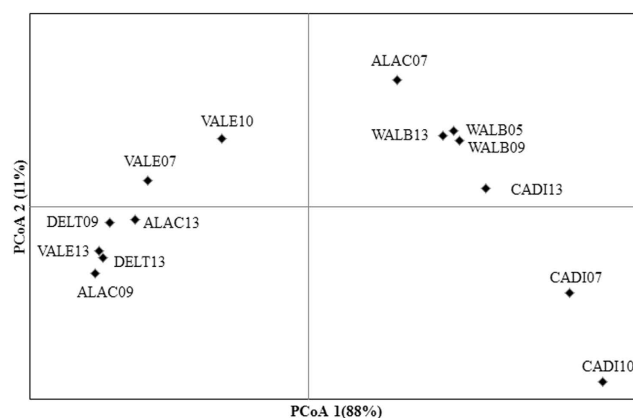 ALAC07
VALE10
WALB13
WALB05
WALB09
VALE07
CADI13
DELT09
ALAC13
VALE13
DELT13
ALAC09
CADI07
CADI10
PCoA 2 (11%)
PCoA 1(88%)